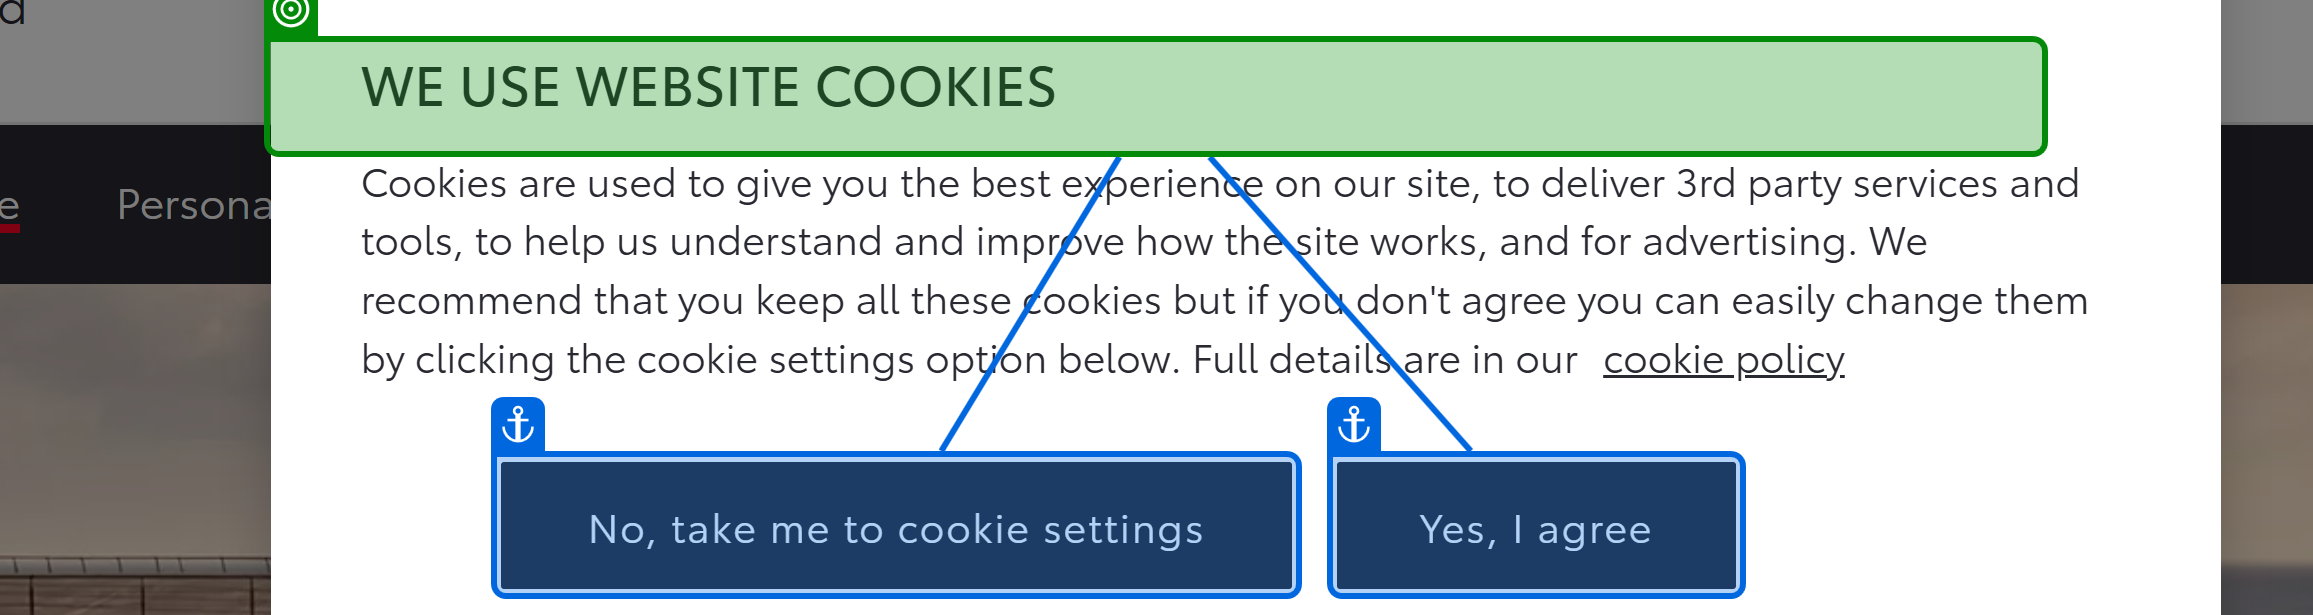 d
WE USE WEBSITE COOKIES
e Persona
Cookies are used to give you the best experience on our site, to deliver 3rd party services and
tools, to help us understand and improve how the site works, and for advertising. We
recommend that you keep all these cookies but if you don't agree you can easily change them
by clicking the cookie settings option below. Full details are in our cookie policy
No, take me to cookie settings
Yes, I agree